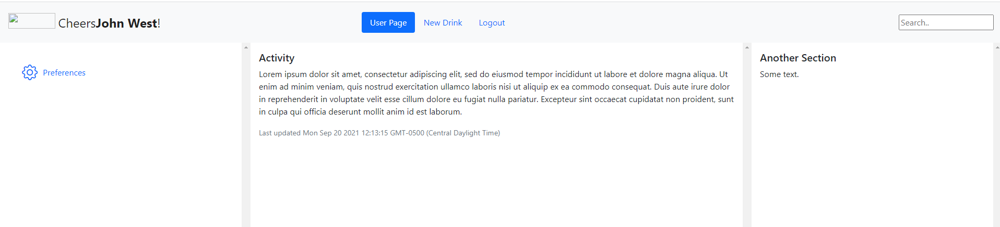 CheersJohn West!
User Page
New Drink
Logout
Search..
Preferences
Activity
Lorem ipsum dolor sit amet, consectetur adipiscing elit, sed do eiusmod tempor incididunt ut labore et dolore magna aliqua. Ut
enim ad minim veniam, quis nostrud exercitation ullamco laboris nisi ut aliquip ex ea commodo consequat. Duis aute irure dolor
in reprehenderit in voluptate velit esse cillum dolore eu fugiat nulla pariatur. Excepteur sint occaecat cupidatat non proident, sunt
in culpa qui officia deserunt mollit anim id est laborum.
Last updated Mon Sep 20 2021 12:13:15 GMT-0500 (Central Daylight Time)
Another Section
Some text.